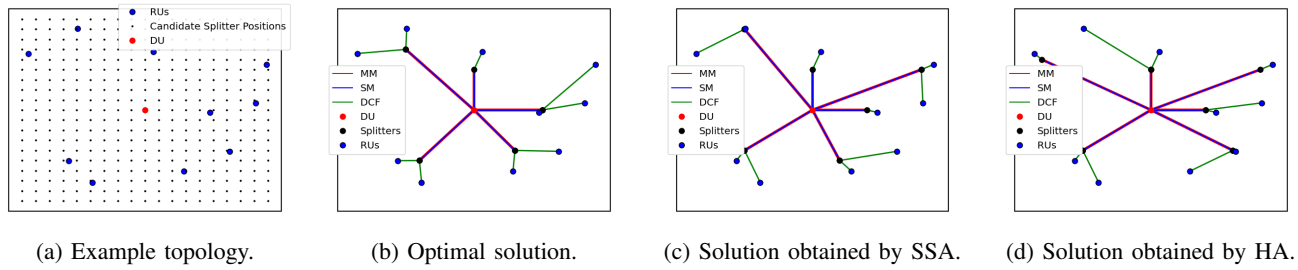 RUs
Candidate Splitter Positions
DU
MM
SM
DCF
DU
Splitters
RUs
MM
SM
DCF
DU
Splitters
RUs
MM
SM
DCF
DU
Splitters
RUs
(a) Example topology.
(b) Optimal solution.
(c) Solution obtained by SSA.
(d) Solution obtained by HA.